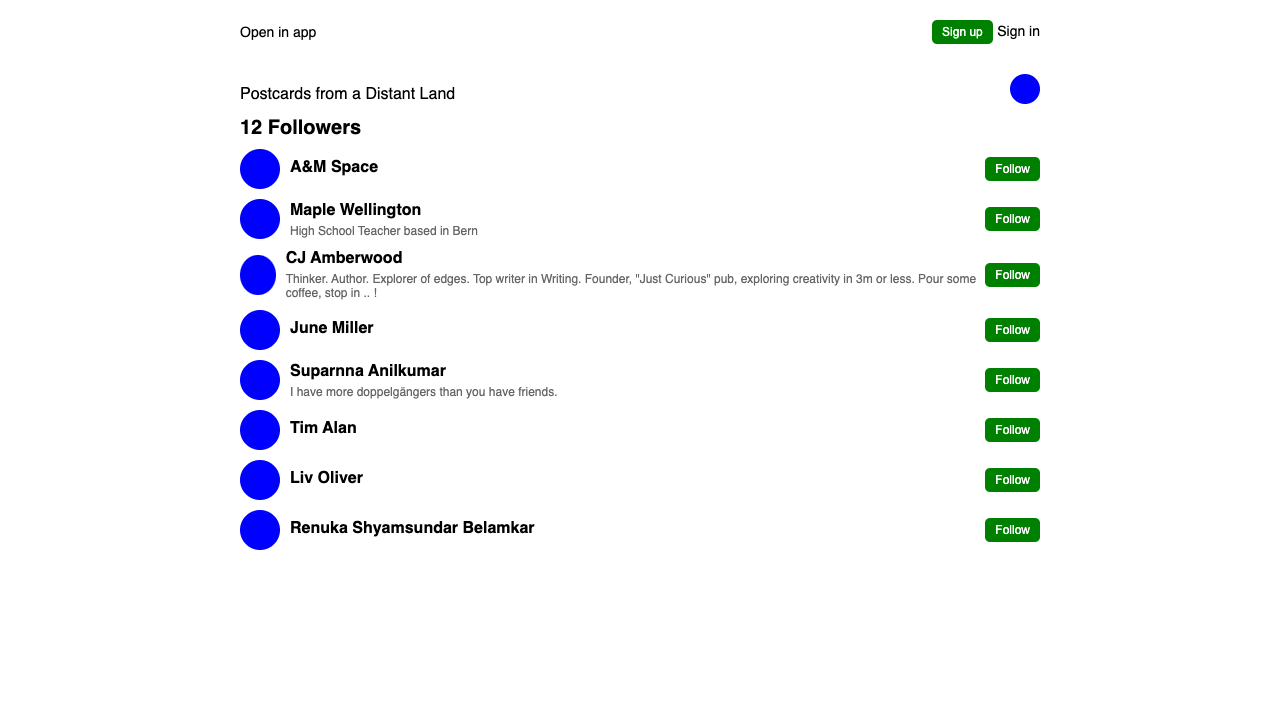 Open in app
Sign up Sign in
Postcards from a Distant Land
12 Followers
A&M Space
Follow
Maple Wellington
High School Teacher based in Bern
Follow
CJ Amberwood
Thinker. Author. Explorer of edges. Top writer in Writing. Founder, "Just Curious" pub, exploring creativity in 3m or less. Pour some
coffee, stop in .. !
Follow
June Miller
Follow
Suparnna Anilkumar
I have more doppelgängers than you have friends.
Follow
Tim Alan
Follow
Liv Oliver
Follow
Renuka Shyamsundar Belamkar
Follow